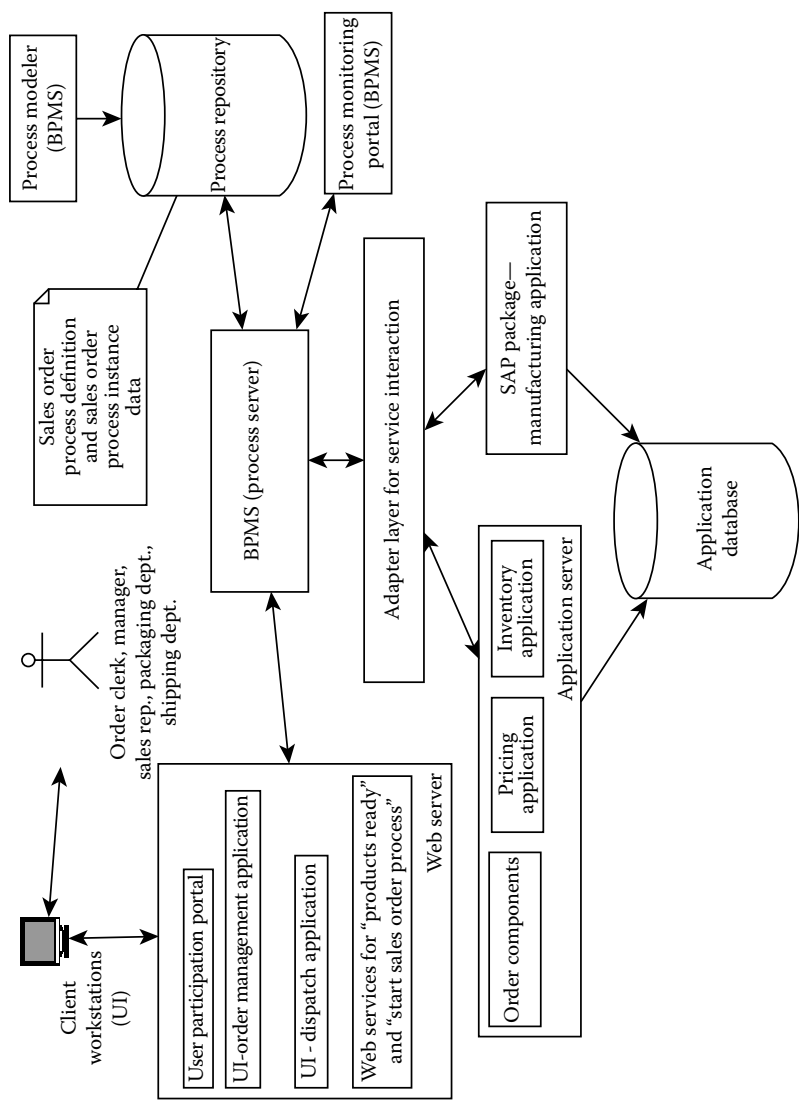 Process modeler
(BPMS)
Process repository
Process monitoring
portal (BPMS)
Sales order
process definition
and sales order
process instance
data
BPMS (process server)
Adapter layer for service interaction
SAP package—
manufacturing application
Order clerk, manager,
sales rep., packaging dept.,
shipping dept.
Client
workstations
(UI)
User participation portal
UI-order management application
UI - dispatch application
Web services for “products ready”
and “start sales order process”
Web server
Order components
Pricing
application
Inventory
application
Application server
Application
database